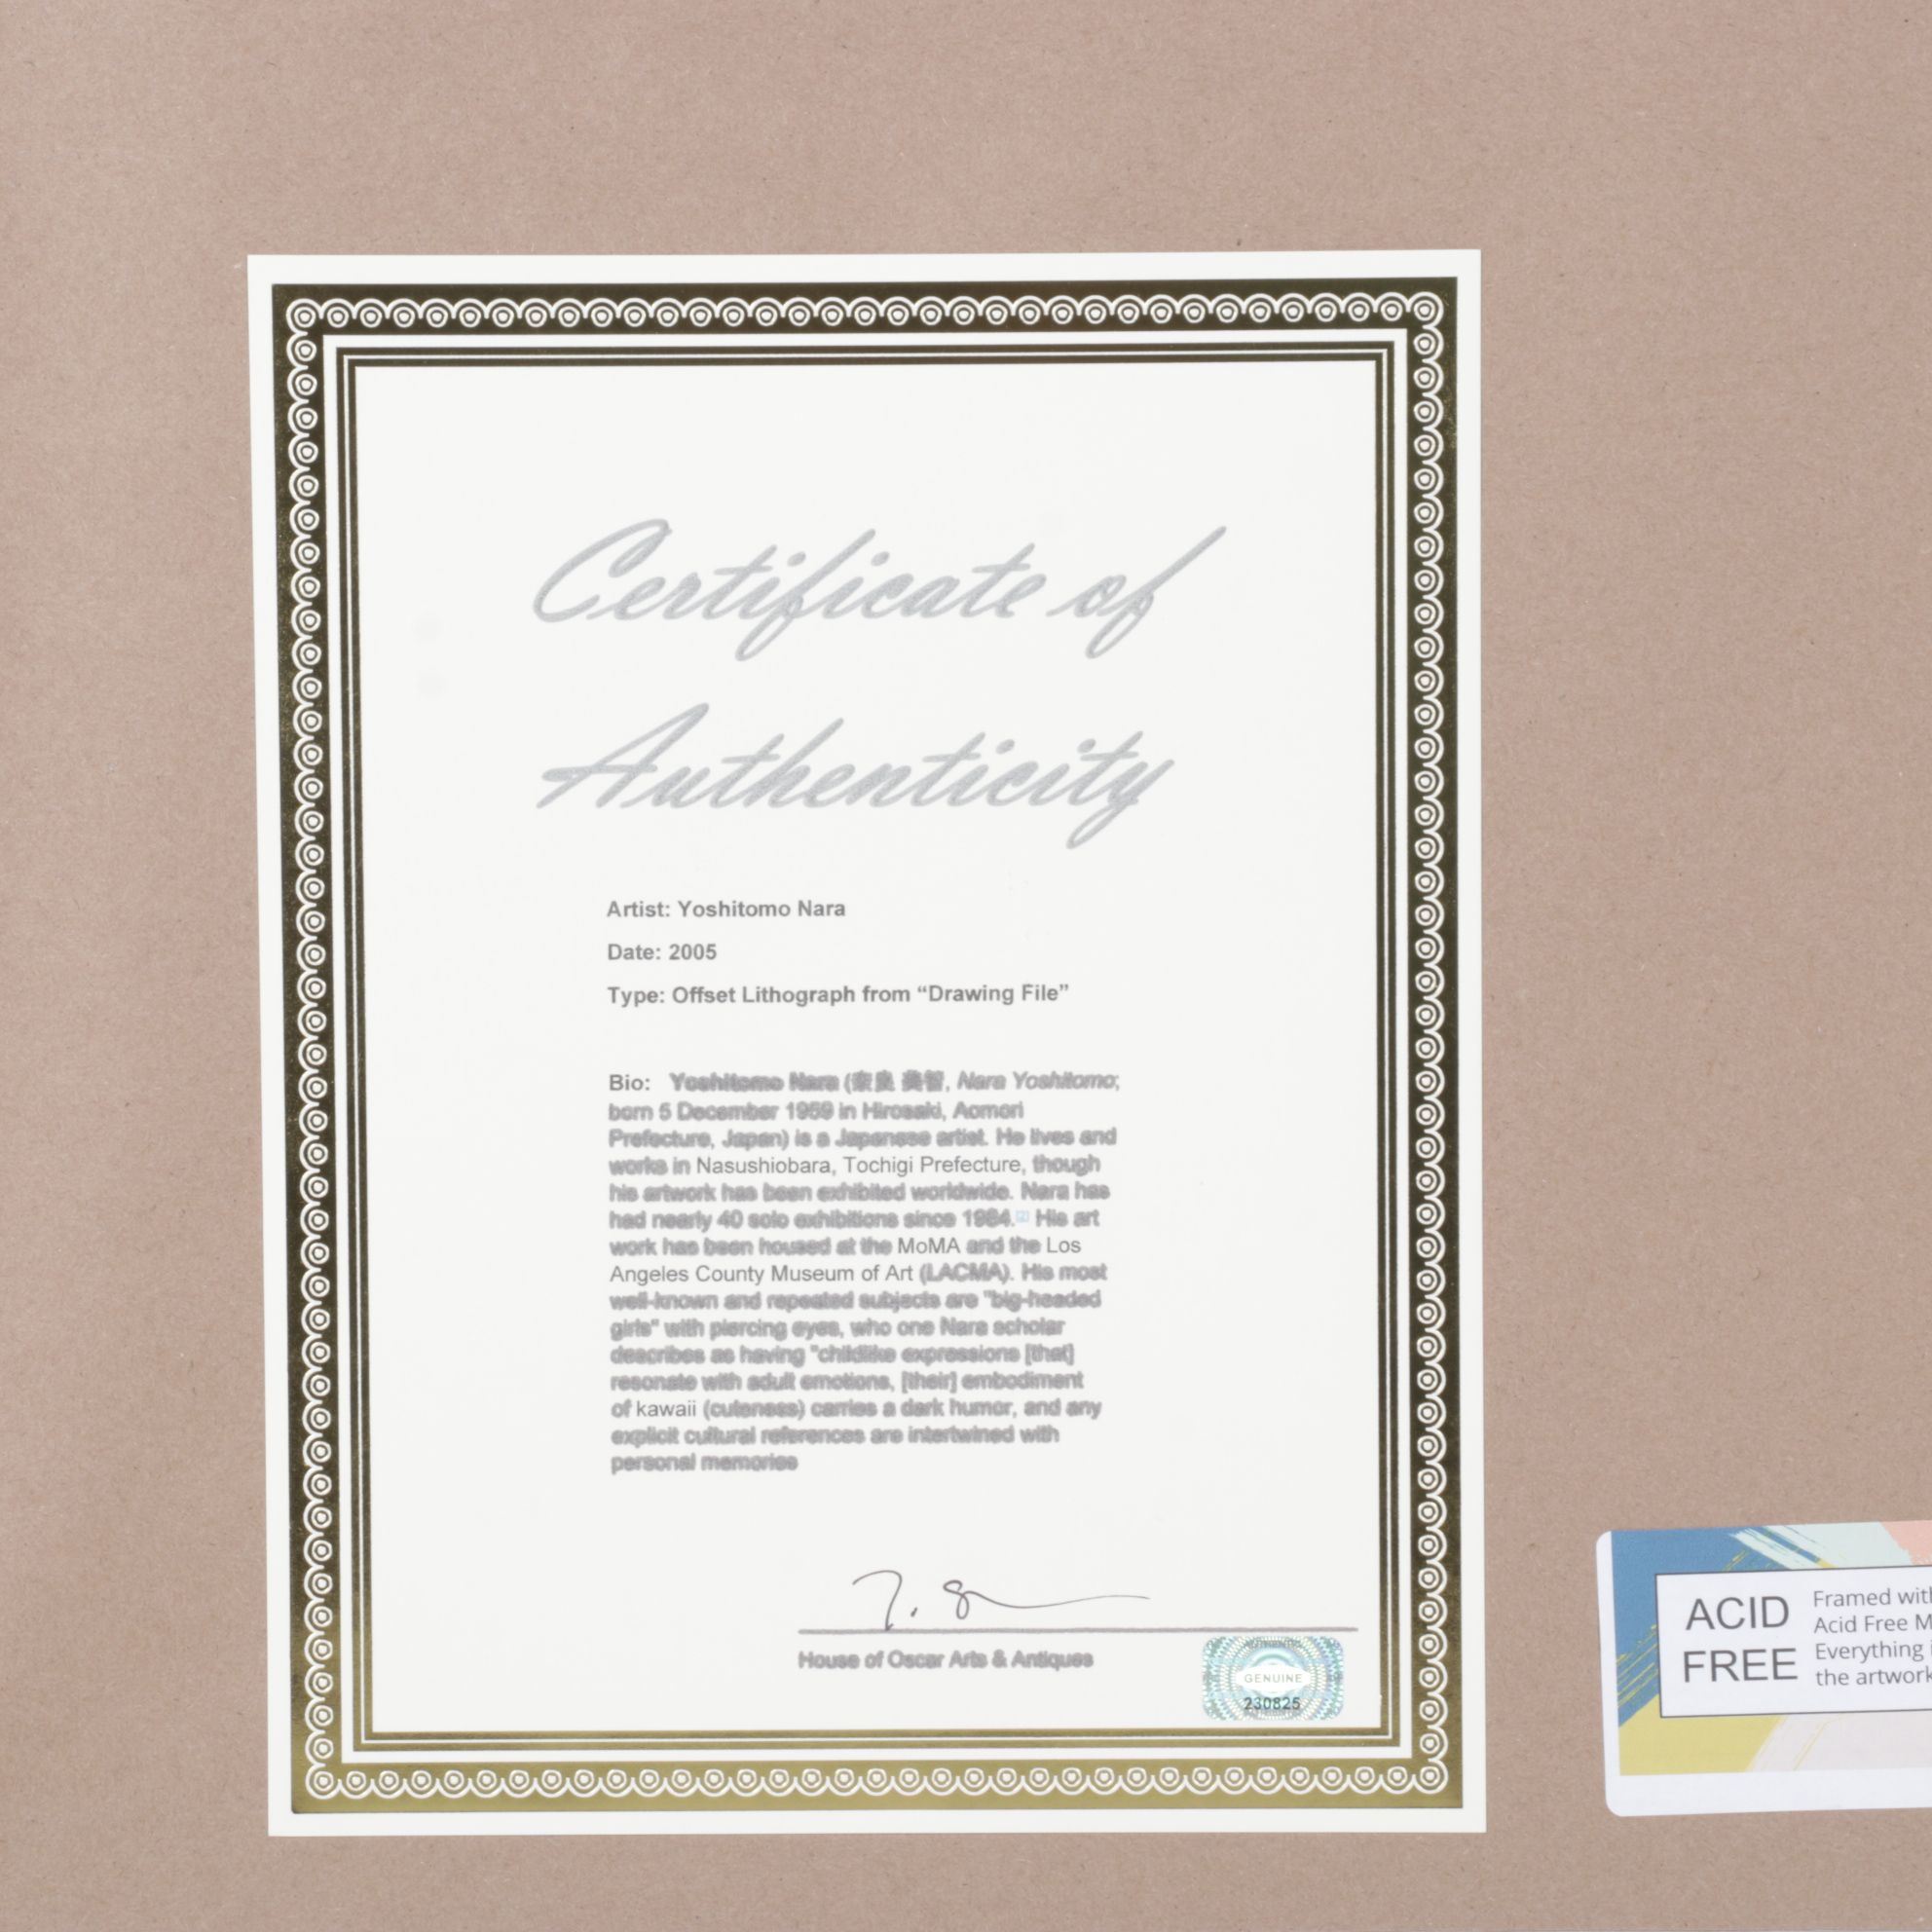 Certificate of
Authenticity
Artist: Yoshitomo Nara
Date: 2005
Type: Offset Lithograph from “Drawing File”
Bio: Yoshitomo Nara (奈良 美智, Nara Yoshitomo;
born 5 December 1959 in Hirosaki, Aomori
Prefecture, Japan) is a Japanese artist. He lives and
works in Nasushiobara, Tochigi Prefecture, though
his artwork has been exhibited worldwide. Nara has
had nearly 40 solo exhibitions since 1984.[2] His art
work has been housed at the MoMA and the Los
Angeles County Museum of Art (LACMA). His most
well-known and repeated subjects are "big-headed
girls" with piercing eyes, who one Nara scholar
describes as having "childlike expressions [that]
resonate with adult emotions, [their] embodiment
of kawaii (cuteness) carries a dark humor, and any
explicit cultural references are intertwined with
personal memories
House of Oscar Arts & Antiques
GENUINE
230825
ACID
FREE
Framed with
Acid Free M
Everything i
the artwork